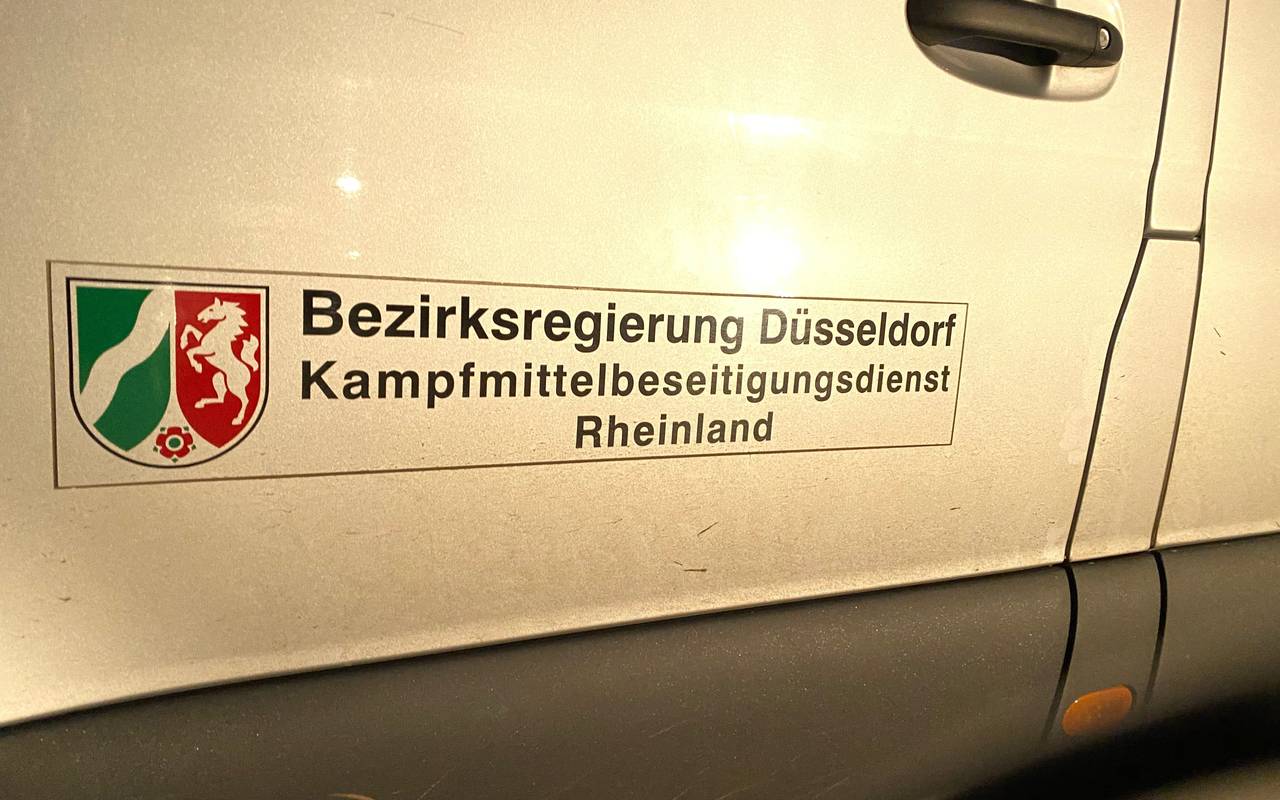 Bezirksregierung Düsseldorf
Kampfmittelbeseitigungsdienst
Rheinland